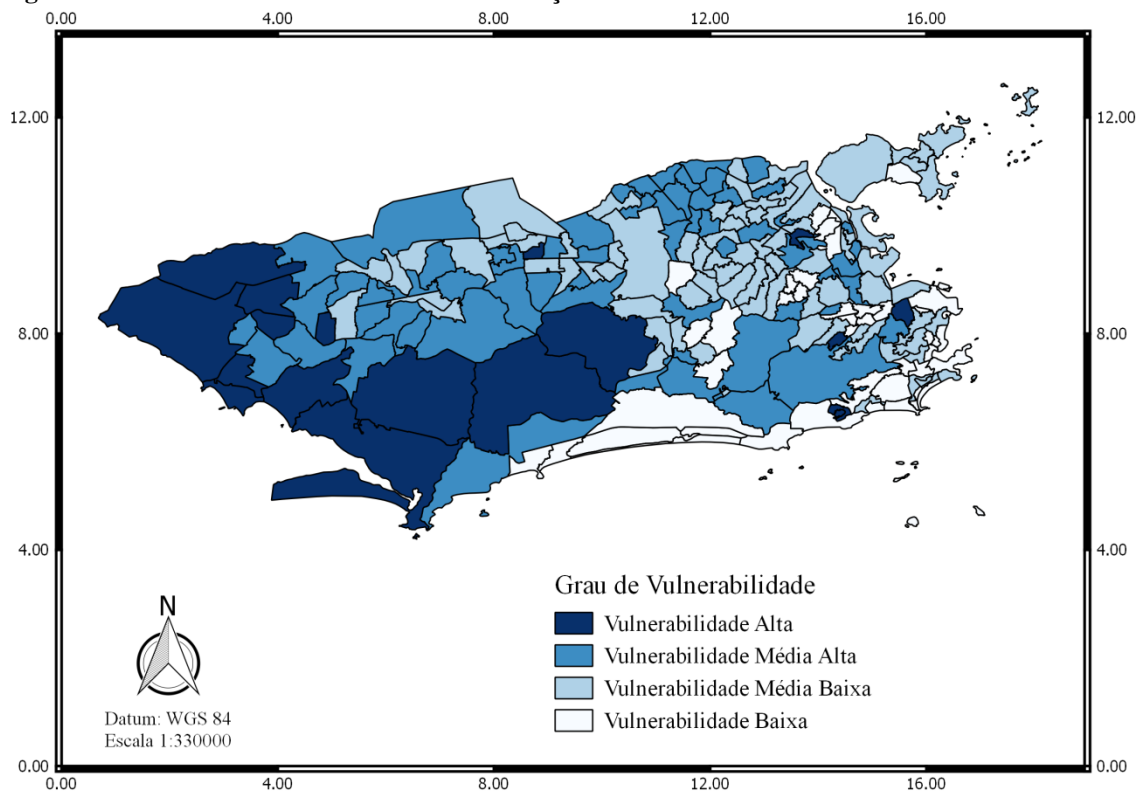 0.00 4.00 8.00 12.00 16.00
12.00 12.00
8.00 8.00
4.00 4.00
Grau de Vulnerabilidade
Vulnerabilidade Alta
Vulnerabilidade Média Alta
Vulnerabilidade Média Baixa
Vulnerabilidade Baixa
N
Datum: WGS 84
Escala 1:330000
0.00 0.00
0.00 4.00 8.00 12.00 16.00